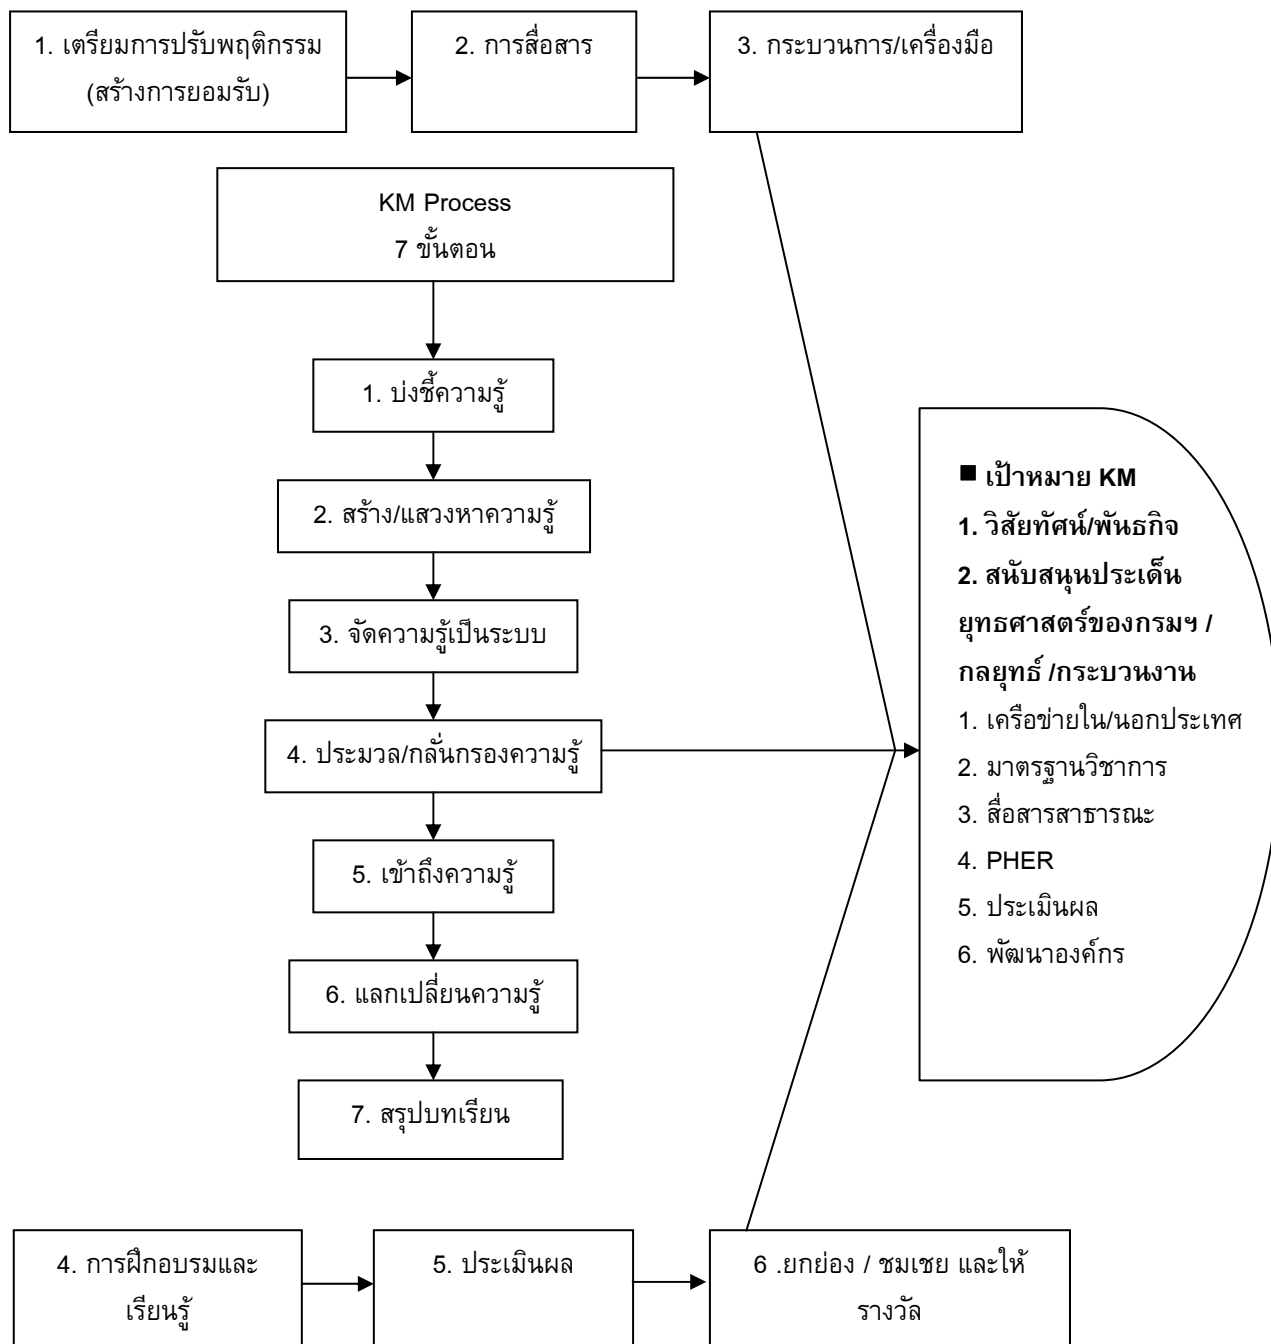 1. เตรียมการปรับพฤติกรรม
(สร้างการยอมรับ)
2. การสื่อสาร
3. กระบวนการ/เครื่องมือ
KM Process
7 ขั้นตอน
1. บ่งชี้ความรู้
2. สร้าง/แสวงหาความรู้
3. จัดความรู้เป็นระบบ
4. ประมวล/กลั่นกรองความรู้
5. เข้าถึงความรู้
6. แลกเปลี่ยนความรู้
7. สรุปบทเรียน
■ เป้าหมาย KM
1. วิสัยทัศน์/พันธกิจ
2. สนับสนุนประเด็น
ยุทธศาสตร์ของกรมฯ /
กลยุทธ์ /กระบวนงาน
1. เครือข่ายใน/นอกประเทศ
2. มาตรฐานวิชาการ
3. สื่อสารสาธารณะ
4. PHER
5. ประเมินผล
6. พัฒนาองค์กร
4. การฝึกอบรมและ
เรียนรู้
5. ประเมินผล
6 .ยกย่อง / ชมเชย และให้
รางวัล